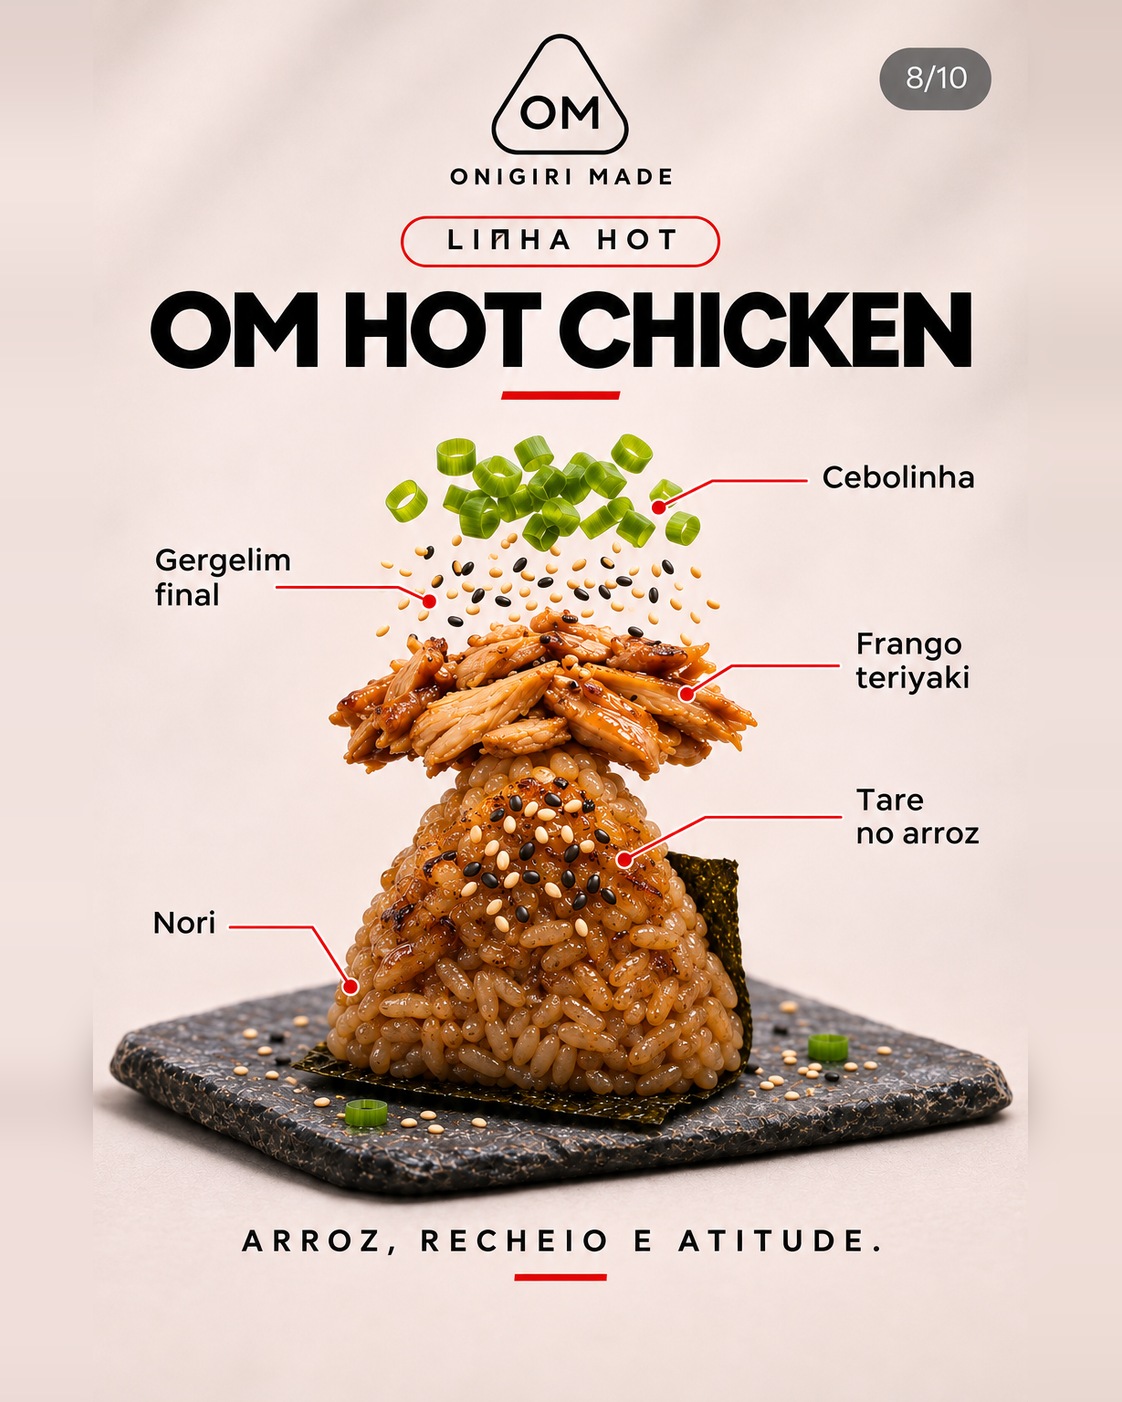 OM
8/10
ONIGIRI MADE
LIПHA HOT
OM HOT CHICKEN
Cebolinha
Gergelim
final
Frango
teriyaki
Tare
no arroz
Nori
ARROZ, RECHEIO E ATITUDE.